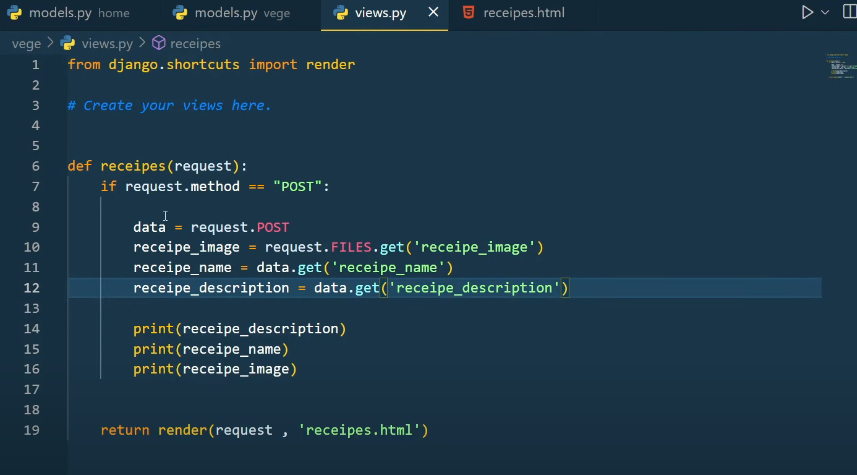 models.py home models.py vege views.py × receipes.html
vege > views.py > receipes
1 from django.shortcuts import render
2
3 # Create your views here.
4
5
6 def receipes(request):
7 if request.method == "POST":
8
9 data = request.POST
10 receipe_image = request.FILES.get('receipe_image')
11 receipe_name = data.get('receipe_name')
12 receipe_description = data.get('receipe_description')
13
14 print(receipe_description)
15 print(receipe_name)
16 print(receipe_image)
17
18
19 return render(request , 'receipes.html')